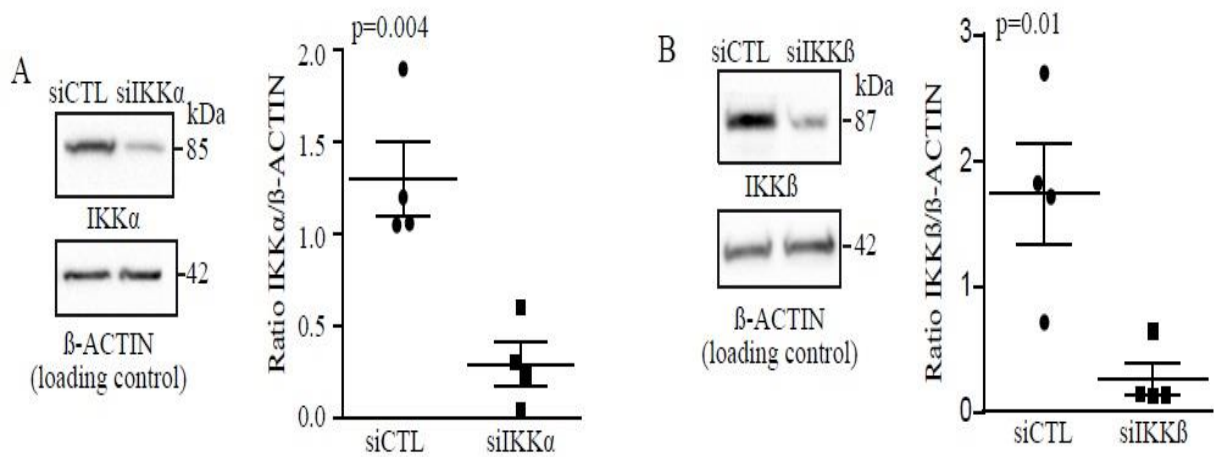 A
siCTL siIKKα
kDa
85
IKKα
42
ß-ACTIN
(loading control)
p=0.004
Ratio IKKα/ß-ACTIN
2.0
1.5
1.0
0.5
0.0
siCTL
siIKKα
B
siCTL siIKKß
kDa
87
IKKß
42
ß-ACTIN
(loading control)
p=0.01
Ratio IKKß/ß-ACTIN
3
2
1
0
siCTL
siIKKß